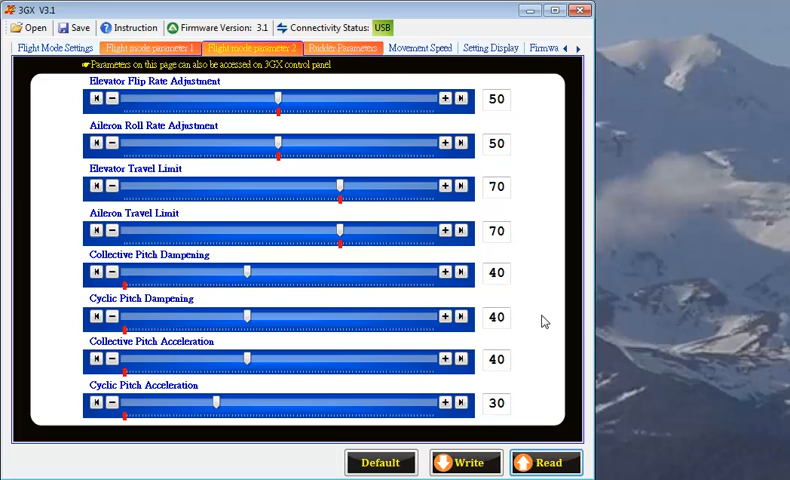 3GX V3.1
Open Save Instruction Firmware Version: 3.1 Connectivity Status: USB
Flight Mode Settings Flight mode parameter 1 Flight mode parameter 2 Rudder Parameters Movement Speed Setting Display Firmwa
Parameters on this page can also be accessed on 3GX control panel
Elevator Flip Rate Adjustment
50
Aileron Roll Rate Adjustment
50
Elevator Travel Limit
70
Aileron Travel Limit
70
Collective Pitch Dampening
40
Cyclic Pitch Dampening
40
Collective Pitch Acceleration
40
Cyclic Pitch Acceleration
30
Default Write Read